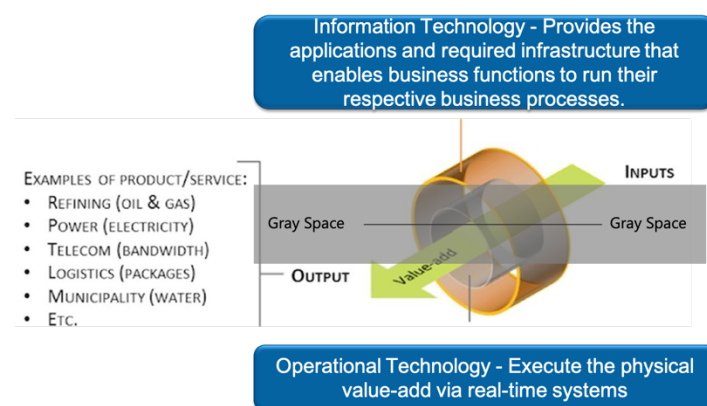 Information Technology - Provides the
applications and required infrastructure that
enables business functions to run their
respective business processes.
EXAMPLES OF PRODUCT/SERVICE:
• REFINING (OIL & GAS)
• POWER (ELECTRICITY)
• TELECOM (BANDWIDTH)
• LOGISTICS (PACKAGES)
• MUNICIPALITY (WATER)
• ETC.
INPUTS
Gray Space
Gray Space
OUTPUT
Value-add
Operational Technology - Execute the physical
value-add via real-time systems